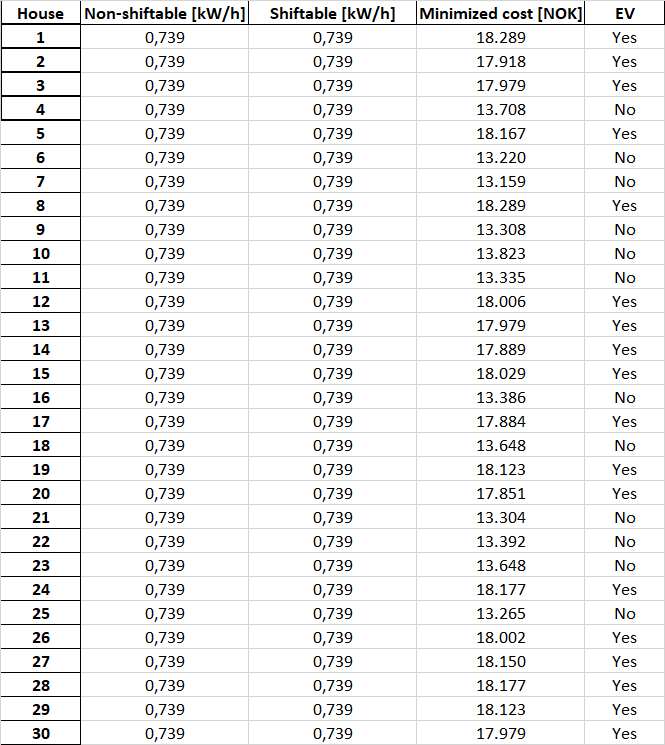 House Non-shiftable [kW/h] Shiftable [kW/h] Minimized cost [NOK] EV
1 0,739 0,739 18.289 Yes
2 0,739 0,739 17.918 Yes
3 0,739 0,739 17.979 Yes
4 0,739 0,739 13.708 No
5 0,739 0,739 18.167 Yes
6 0,739 0,739 13.220 No
7 0,739 0,739 13.159 No
8 0,739 0,739 18.289 Yes
9 0,739 0,739 13.308 No
10 0,739 0,739 13.823 No
11 0,739 0,739 13.335 No
12 0,739 0,739 18.006 Yes
13 0,739 0,739 17.979 Yes
14 0,739 0,739 17.889 Yes
15 0,739 0,739 18.029 Yes
16 0,739 0,739 13.386 No
17 0,739 0,739 17.884 Yes
18 0,739 0,739 13.648 No
19 0,739 0,739 18.123 Yes
20 0,739 0,739 17.851 Yes
21 0,739 0,739 13.304 No
22 0,739 0,739 13.392 No
23 0,739 0,739 13.648 No
24 0,739 0,739 18.177 Yes
25 0,739 0,739 13.265 No
26 0,739 0,739 18.002 Yes
27 0,739 0,739 18.150 Yes
28 0,739 0,739 18.177 Yes
29 0,739 0,739 18.123 Yes
30 0,739 0,739 17.979 Yes